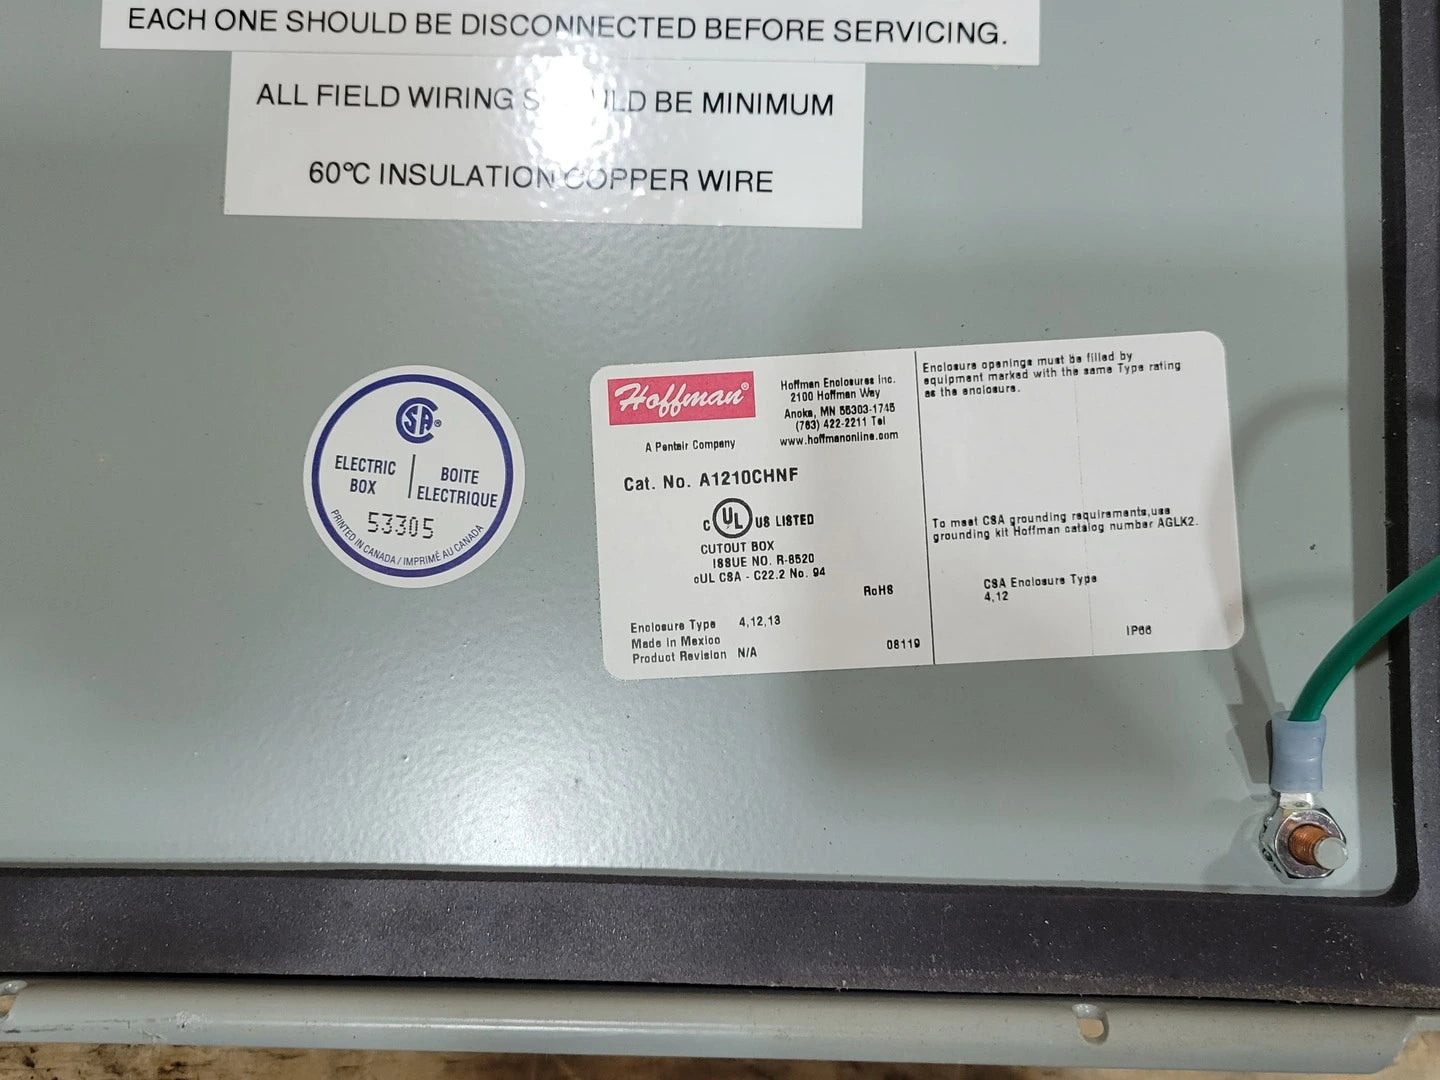 EACH ONE SHOULD BE DISCONNECTED BEFORE SERVICING.
ALL FIELD WIRING SHOULD BE MINIMUM
60°C INSULATION COPPER WIRE
CSA®
ELECTRIC BOX
BOITE ELECTRIQUE
53305
PRINTED IN CANADA / IMPRIMÉ AU CANADA
Hoffman®
A Pentair Company
Hoffman Enclosures Inc.
2100 Hoffman Way
Anoka, MN 55303-1745
(763) 422-2211 Tel
www.hoffmanonline.com
Cat. No. A1210CHNF
C UL US LISTED
CUTOUT BOX
ISSUE NO. R-8520
cUL CSA - C22.2 No. 94
RoHS
Enclosure Type 4,12,13
Made in Mexico
Product Revision N/A
08119
Enclosure openings must be filled by
equipment marked with the same Type rating
as the enclosure.
To meet CSA grounding requirements,use
grounding kit Hoffman catalog number AGLK2.
CSA Enclosure Type
4,12
IP66